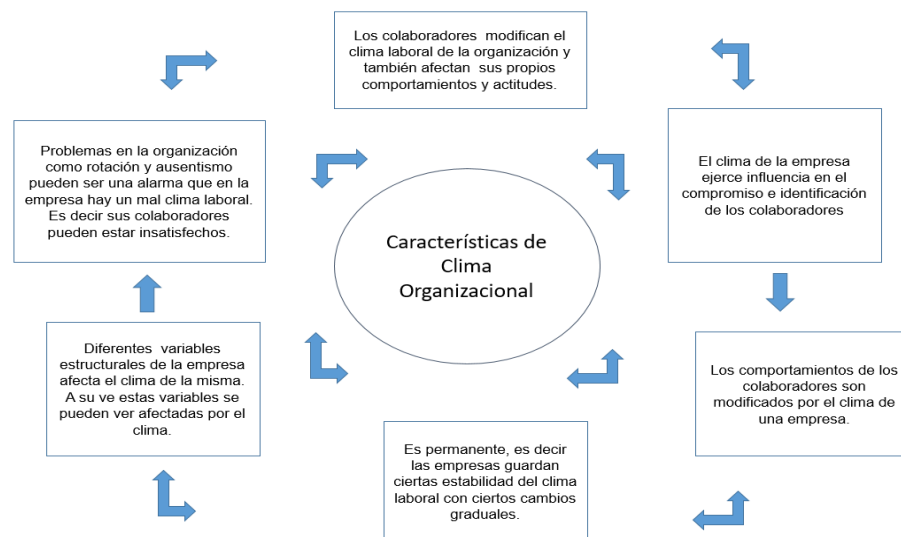 Los colaboradores modifican el
clima laboral de la organización y
también afectan sus propios
comportamientos y actitudes.
Problemas en la organización
como rotación y ausentismo
pueden ser una alarma que en la
empresa hay un mal clima laboral.
Es decir sus colaboradores
pueden estar insatisfechos.
El clima de la empresa
ejerce influencia en el
compromiso e identificación
de los colaboradores
Características de
Clima
Organizacional
Diferentes variables
estructurales de la empresa
afecta el clima de la misma.
A su ve estas variables se
pueden ver afectadas por el
clima.
Los comportamientos de los
colaboradores son
modificados por el clima de
una empresa.
Es permanente, es decir
las empresas guardan
ciertas estabilidad del clima
laboral con ciertos cambios
graduales.